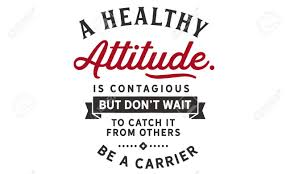 A HEALTHY
Attitude.
IS CONTAGIOUS
BUT DON'T WAIT
TO CATCH IT
FROM OTHERS
BE A CARRIER